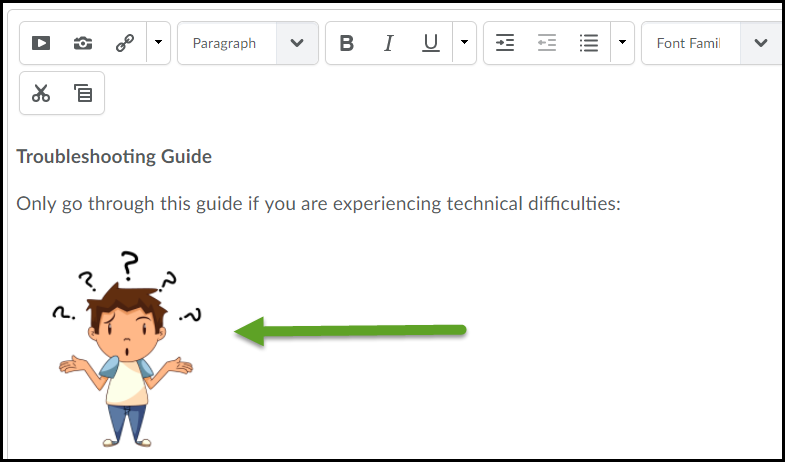 Paragraph
B I U
Font Famil
Troubleshooting Guide
Only go through this guide if you are experiencing technical difficulties:
?
? ?
? ?